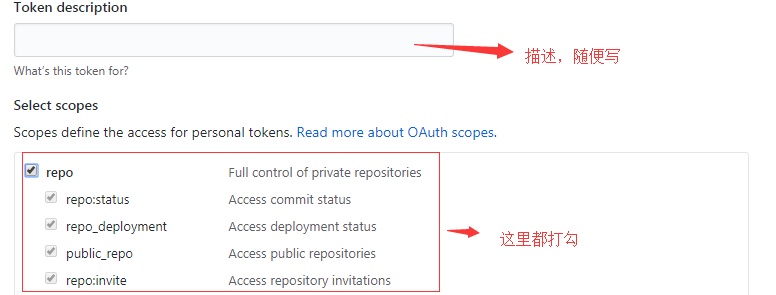 Token description
描述，随便写
What's this token for?
Select scopes
Scopes define the access for personal tokens. Read more about OAuth scopes.
repo Full control of private repositories
repo:status Access commit status
repo_deployment Access deployment status
public_repo Access public repositories
这里都打勾
repo:invite Access repository invitations